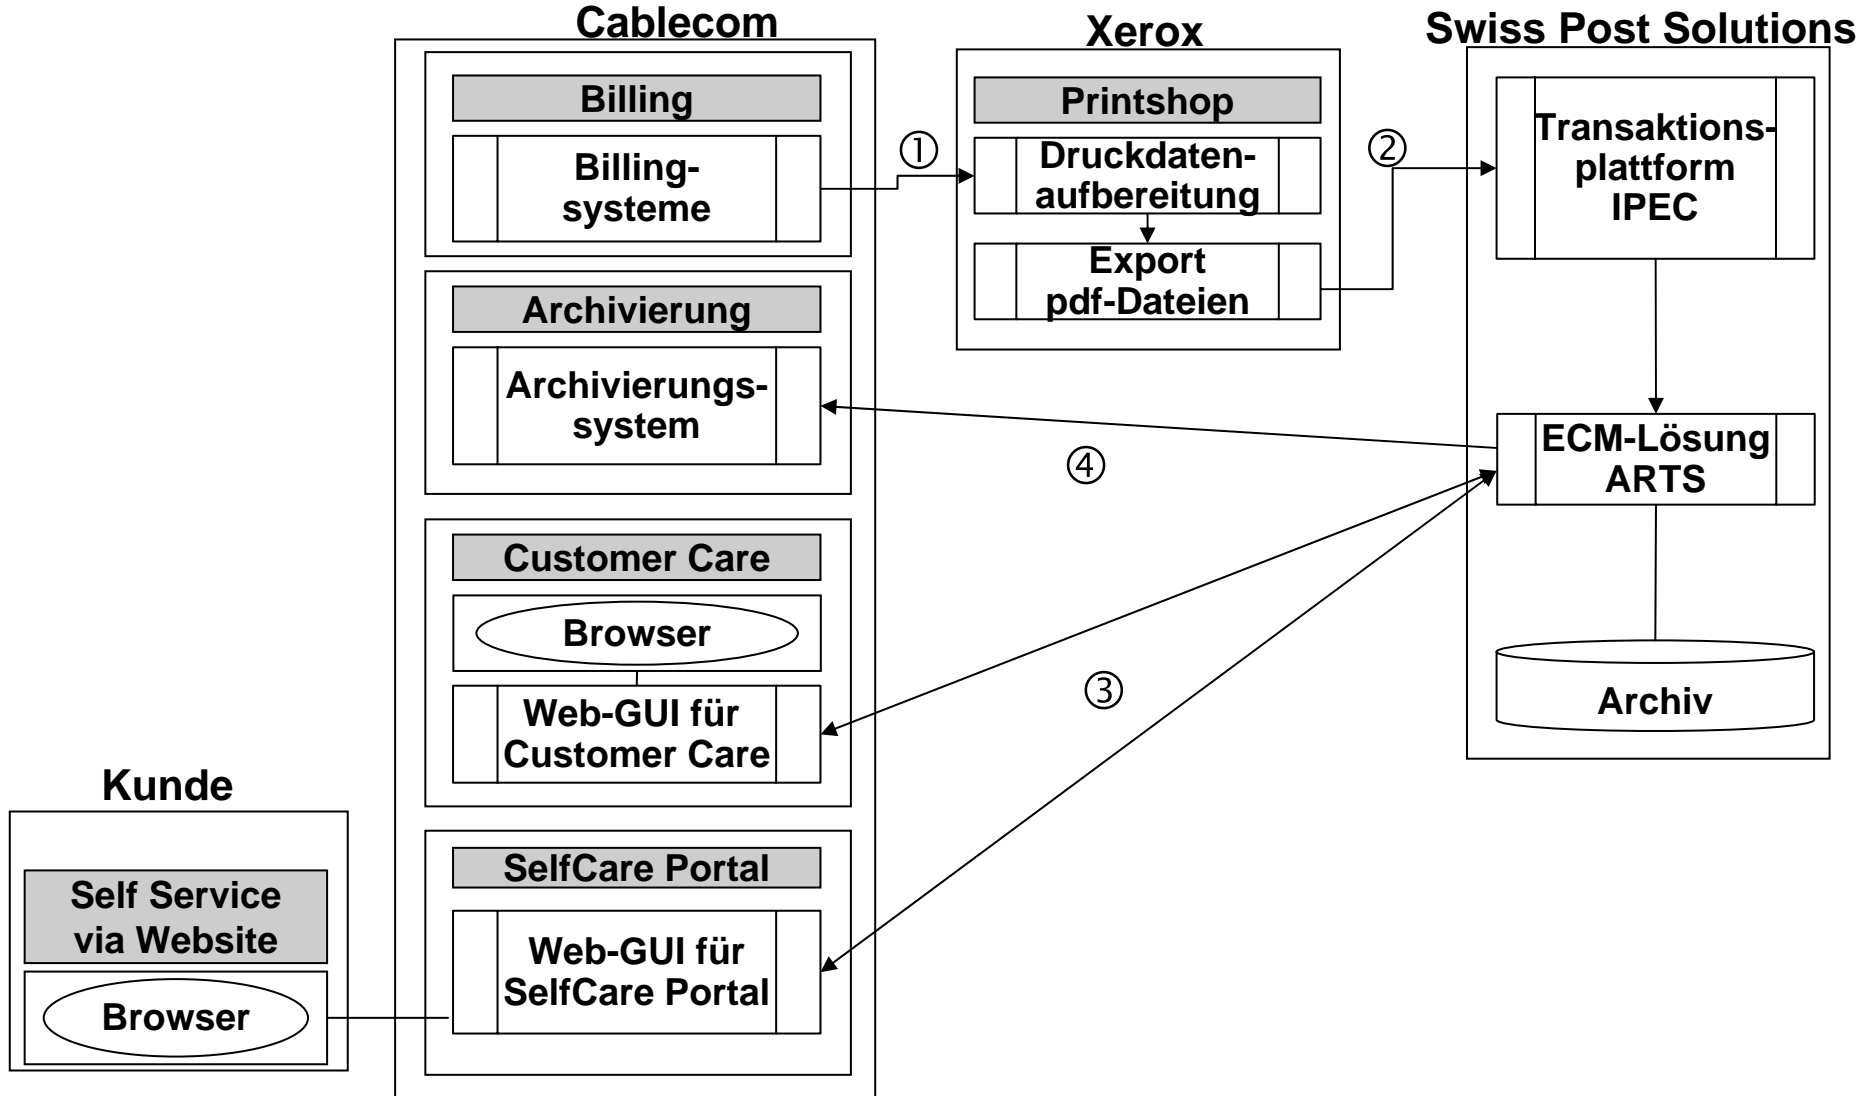 Cablecom
Billing
Billing-
systeme
Archivierung
Archivierungs-
system
Customer Care
Browser
Web-GUI für
Customer Care
SelfCare Portal
Web-GUI für
SelfCare Portal
①
Xerox
Printshop
Druckdaten-
aufbereitung
Export
pdf-Dateien
②
Swiss Post Solutions
Transaktions-
plattform
IPEC
ECM-Lösung
ARTS
Archiv
④
③
Kunde
Self Service
via Website
Browser